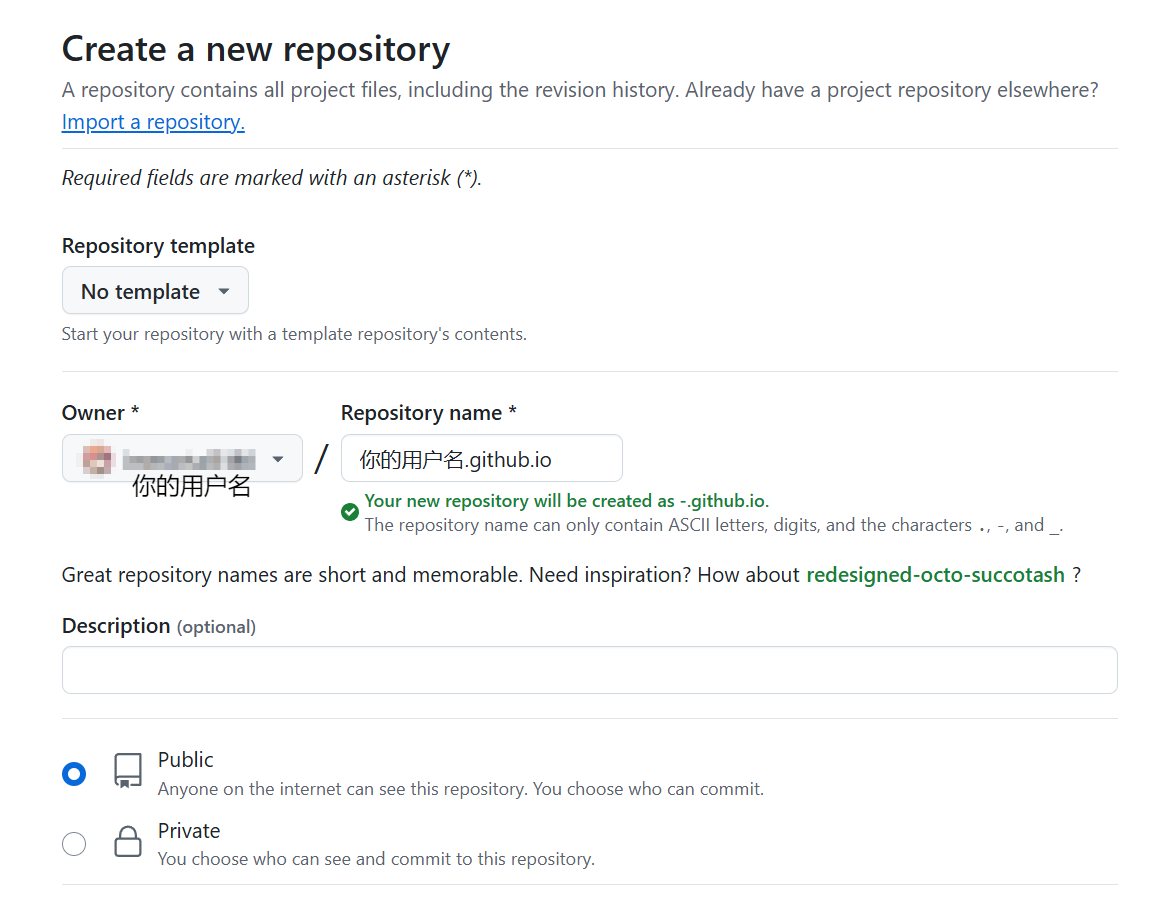 Create a new repository
A repository contains all project files, including the revision history. Already have a project repository elsewhere?
Import a repository.
Required fields are marked with an asterisk (*).
Repository template
No template
Start your repository with a template repository's contents.
Owner *
Repository name *
/
你的用户名.github.io
你的用户名
Your new repository will be created as -.github.io.
The repository name can only contain ASCII letters, digits, and the characters ., -, and _.
Great repository names are short and memorable. Need inspiration? How about redesigned-octo-succotash ?
Description (optional)
Public
Anyone on the internet can see this repository. You choose who can commit.
Private
You choose who can see and commit to this repository.